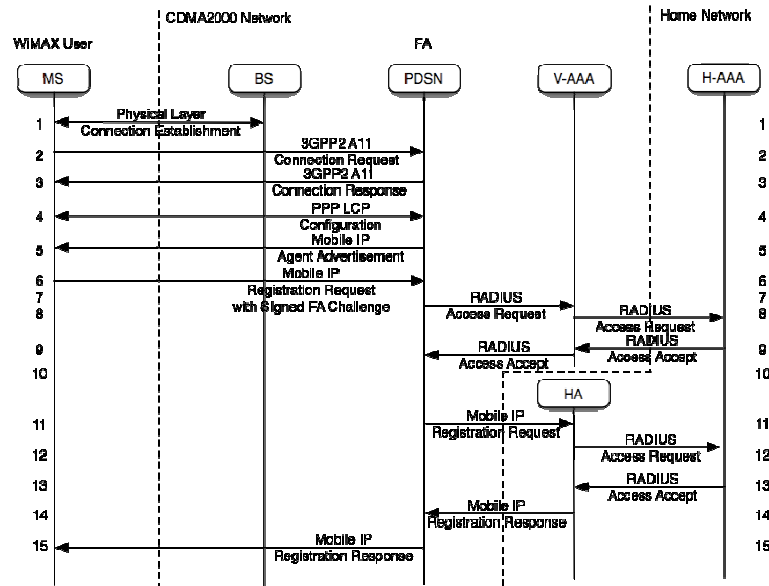 CDMA2000 Network
Home Network
WiMAX User
FA
MS
BS
PDSN
V-AAA
H-AAA
1
Physical Layer
Connection Establishment
1
2
3GPP2 A11
Connection Request
2
3
3GPP2 A11
Connection Response
3
4
PPP LCP
Configuration
4
5
Mobile IP
Agent Advertisement
5
6
Mobile IP
Registration Request
with Signed FA Challenge
6
7
RADIUS
Access Request
7
8
RADIUS
Access Request
8
9
RADIUS
Access Accept
RADIUS
Access Accept
9
10
10
HA
11
Mobile IP
Registration Request
11
12
RADIUS
Access Request
12
13
RADIUS
Access Accept
13
14
Mobile IP
Registration Response
14
15
Mobile IP
Registration Response
15